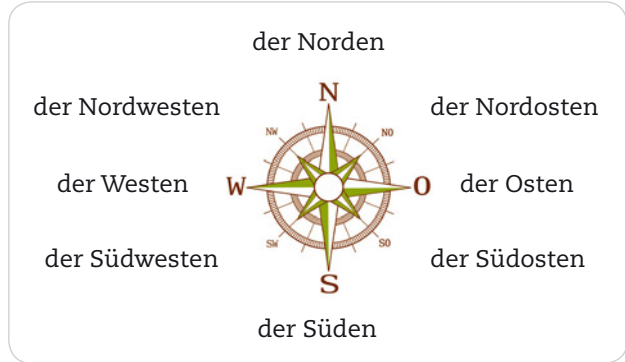 der Norden
der Nordwesten
N
der Nordosten
NW
NO
der Westen
W
O
der Osten
der Südwesten
SW
SO
der Südosten
S
der Süden